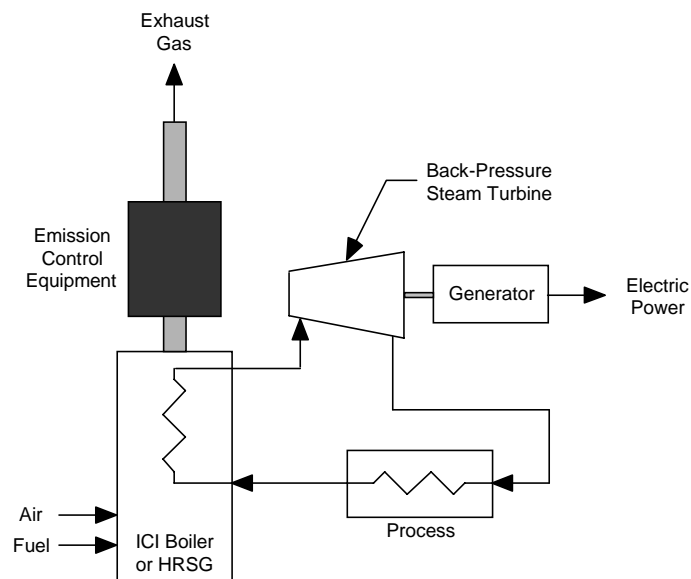 Exhaust
Gas
Back-Pressure
Steam Turbine
Emission
Control
Equipment
Generator
Electric
Power
Air
Fuel
ICI Boiler
or HRSG
Process